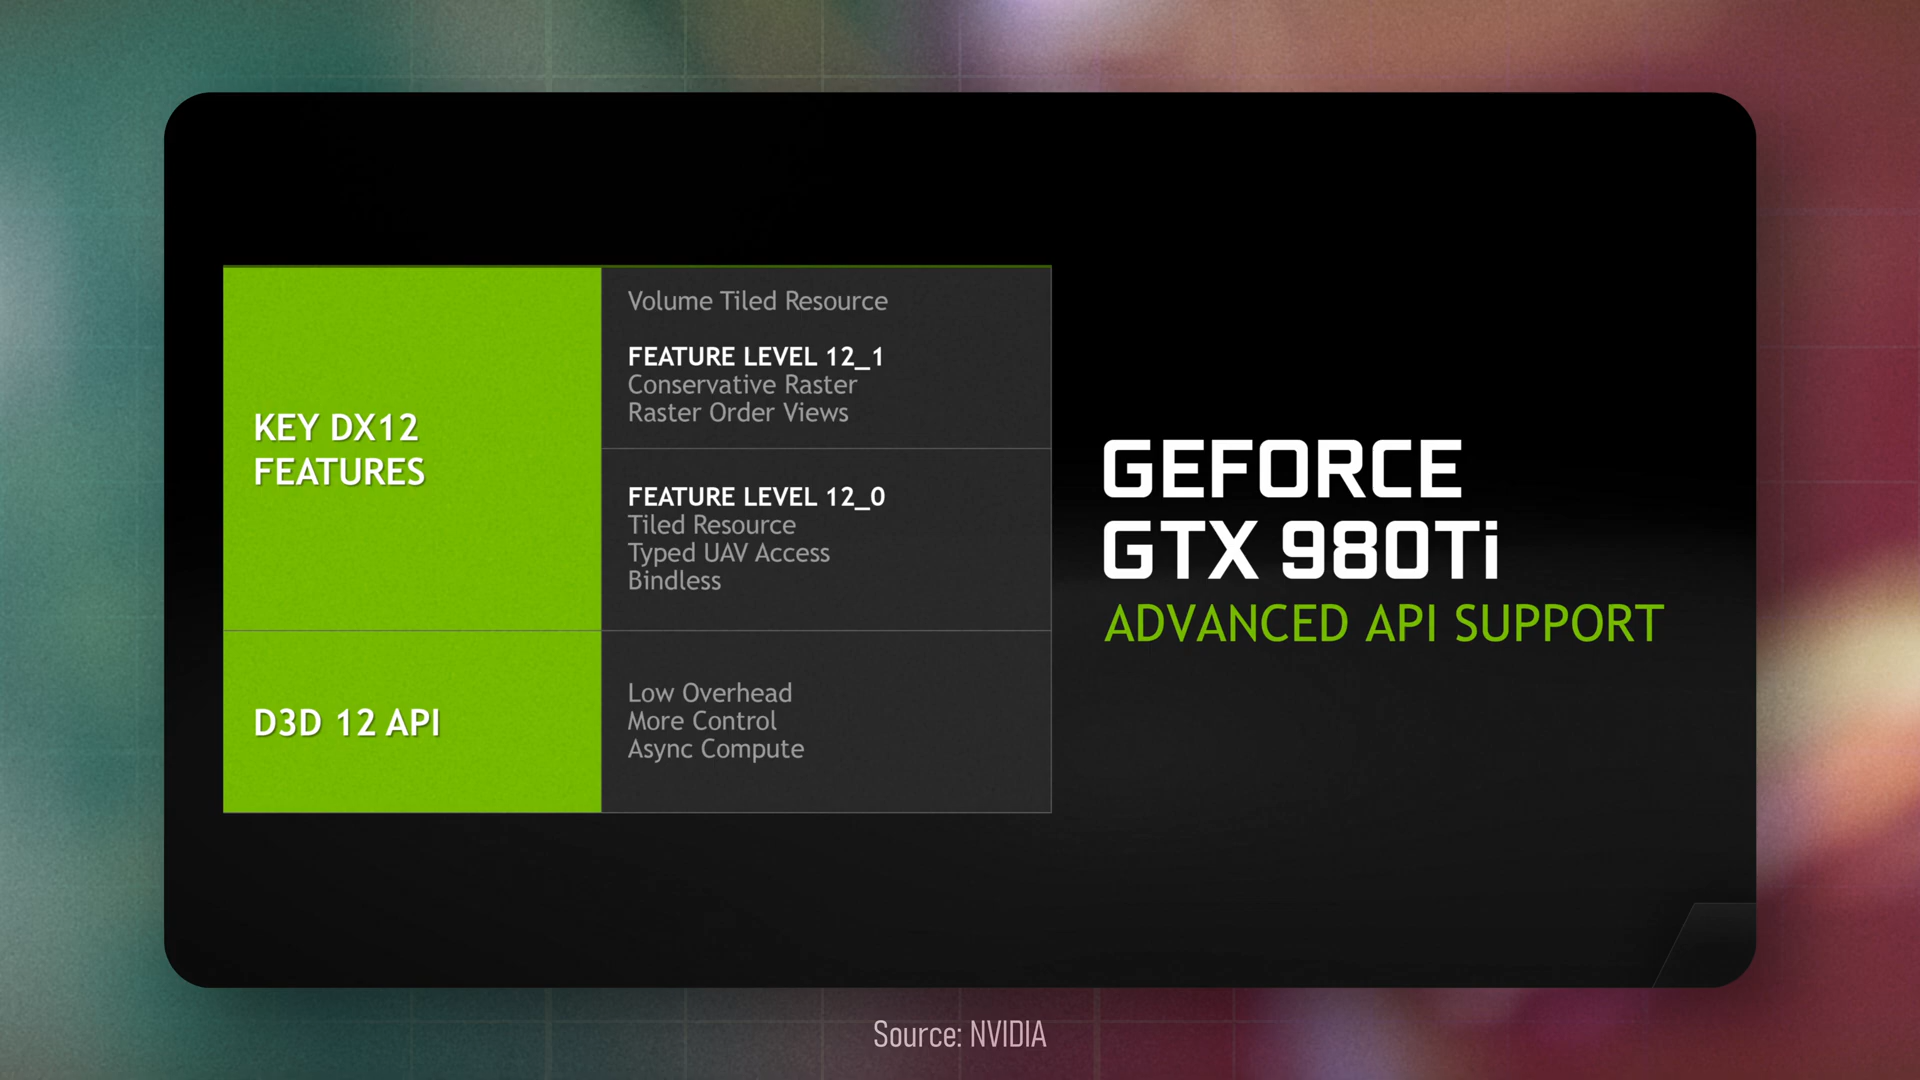 KEY DX12
FEATURES
Volume Tiled Resource
FEATURE LEVEL 12_1
Conservative Raster
Raster Order Views
FEATURE LEVEL 12_0
Tiled Resource
Typed UAV Access
Bindless
D3D 12 API
Low Overhead
More Control
Async Compute
GEFORCE
GTX 980Ti
ADVANCED API SUPPORT
Source: NVIDIA